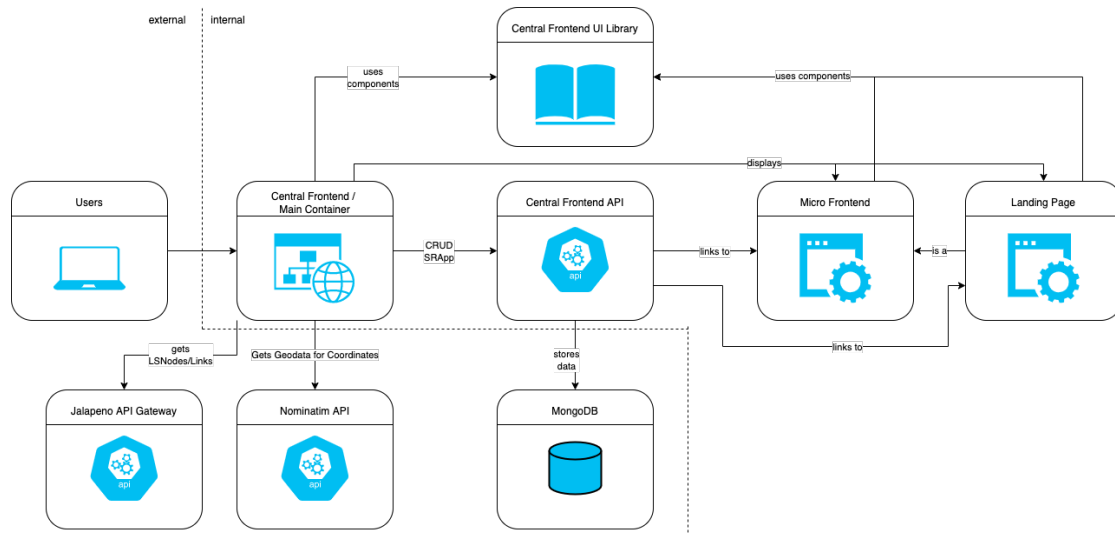 external
internal
Central Frontend UI Library
uses
components
uses components
displays
Users
Central Frontend /
Main Container
Central Frontend API
Micro Frontend
Landing Page
CRUD
SRApp
links to
is a
api
gets
LSNodes/Links
Gets Geodata for Coordinates
stores
data
links to
Jalapeno API Gateway
Nominatim API
MongoDB
api
api